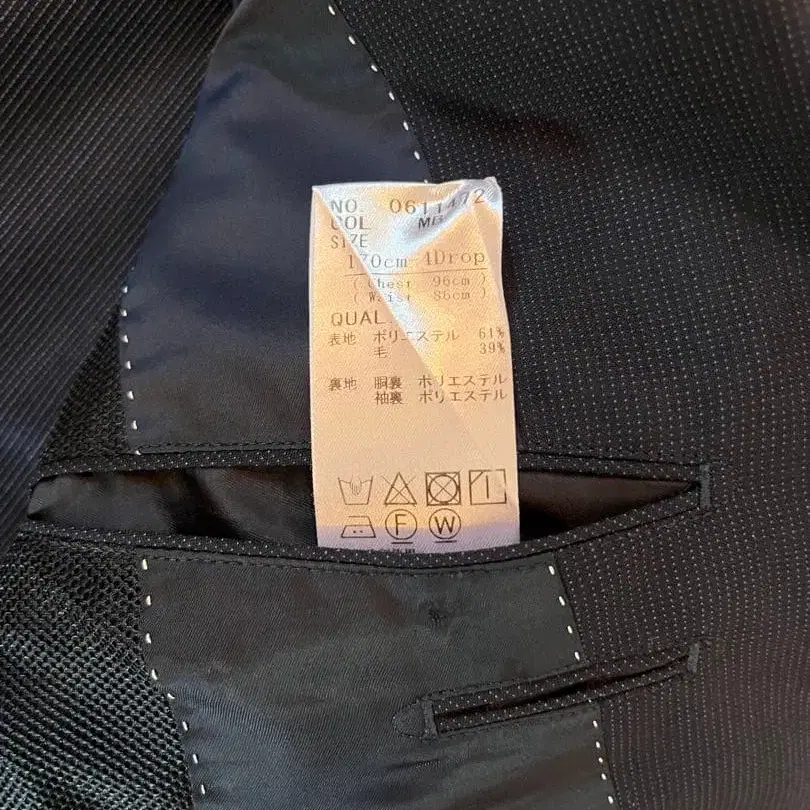 NO.
COL MB
SIZE
170cm-4Drop
( Chest 96cm )
( Waist 86cm )
QUAL
表地 ポリエステル 61%
毛 39%
裏地 胴裏 ポリエステル
袖裏 ポリエステル
F W